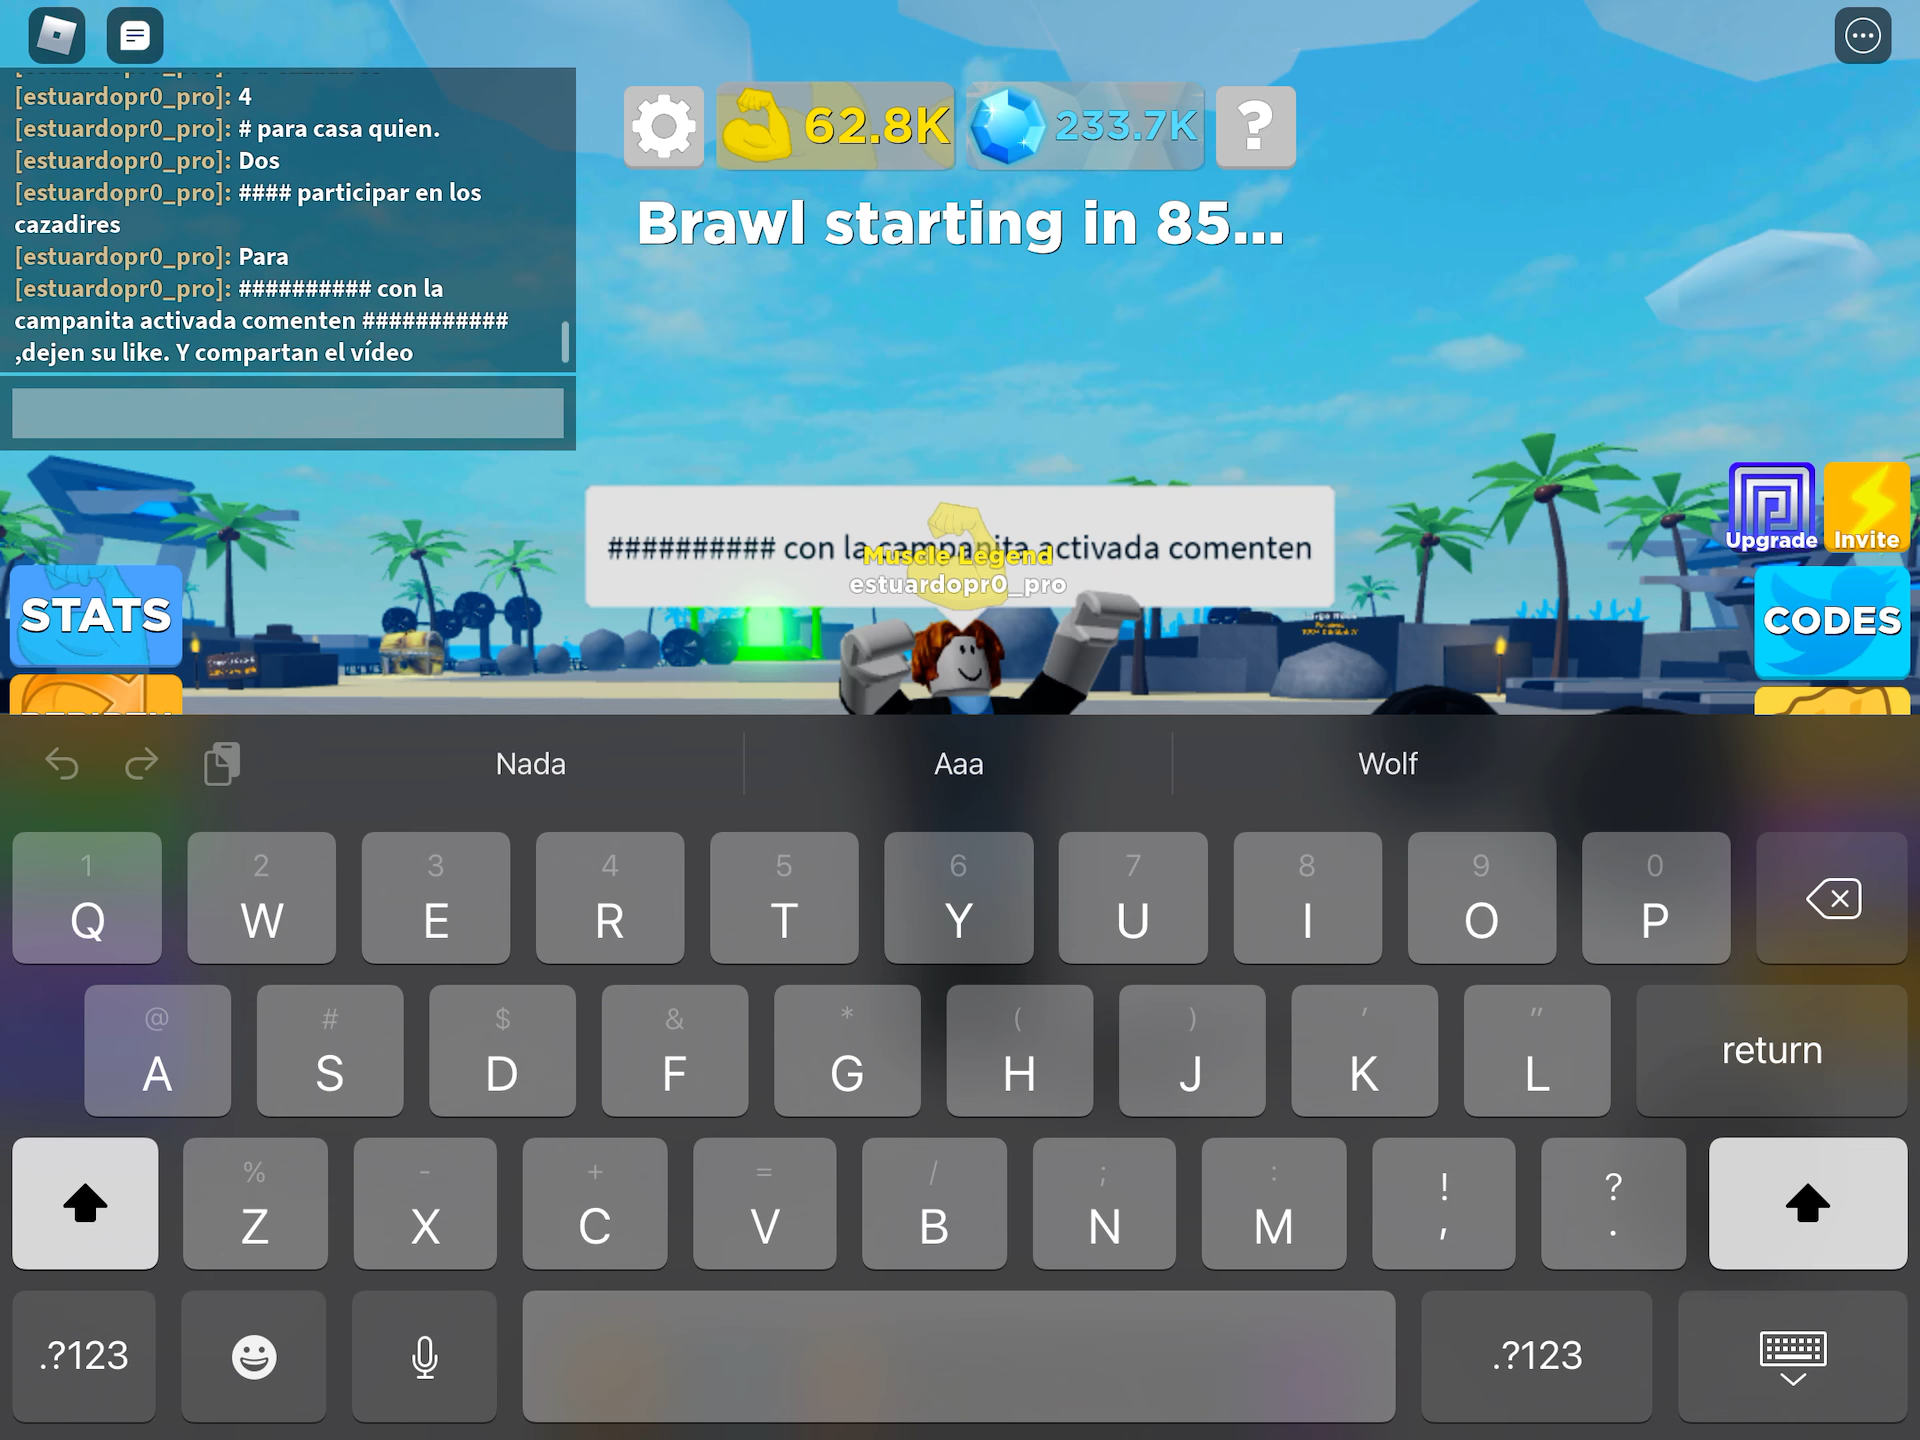 [estuardopr0_pro]: 4
[estuardopr0_pro]: # para casa quien.
[estuardopr0_pro]: Dos
[estuardopr0_pro]: #### participar en los
cazadires
[estuardopr0_pro]: Para
[estuardopr0_pro]: ########## con la
campanita activada comenten ###########
,dejen su like. Y compartan el vídeo
62.8K
233.7K
?
Brawl starting in 85...
########## con la campanita activada comenten
Muscle Legend
estuardopr0_pro
Upgrade
Invite
STATS
CODES
Nada
Aaa
Wolf
1 2 3 4 5 6 7 8 9 0
Q W E R T Y U I O P
@ # $ & * ( ) ' "
A S D F G H J K L return
% - + = / ; : ! ?
Z X C V B N M , .
.?123 .?123